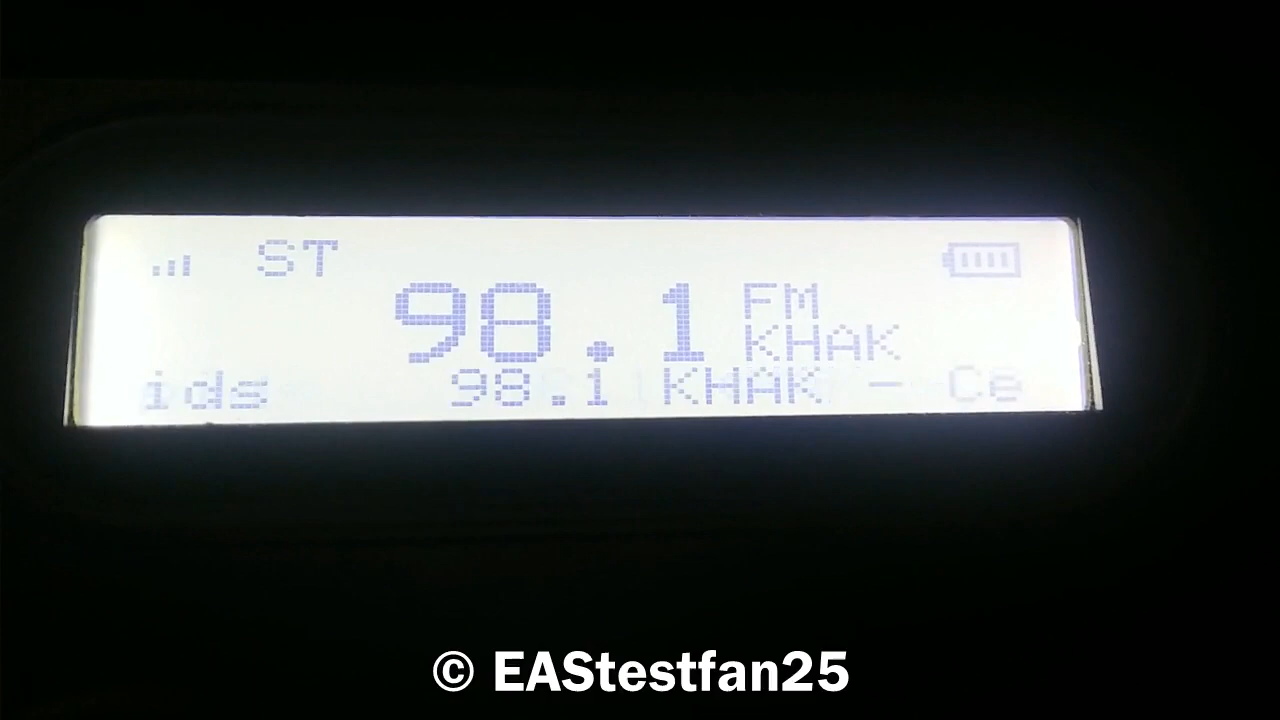 ST
98.1 FM
KHAK
ids 98.1 KHAK - Ce
© EAStestfan25